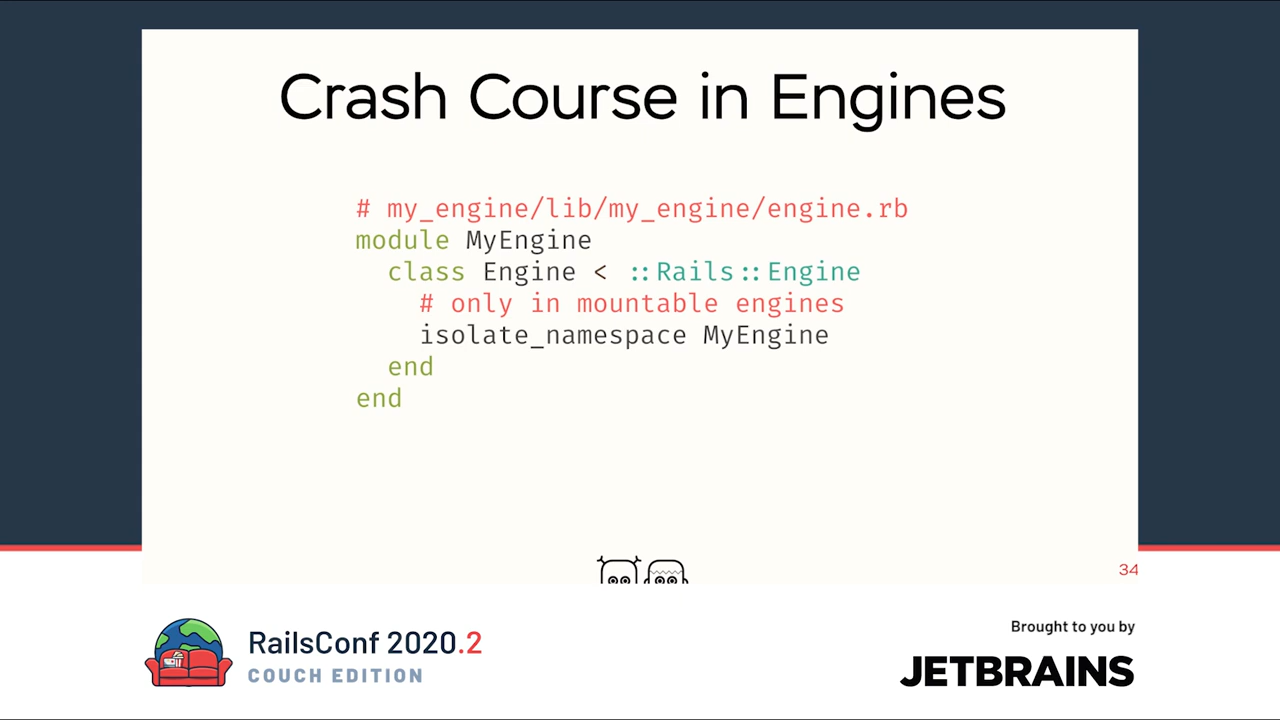 Crash Course in Engines
# my_engine/lib/my_engine/engine.rb
module MyEngine
  class Engine < ::Rails::Engine
    # only in mountable engines
    isolate_namespace MyEngine
  end
end
34
RailsConf 2020.2
COUCH EDITION
Brought to you by
JETBRAINS